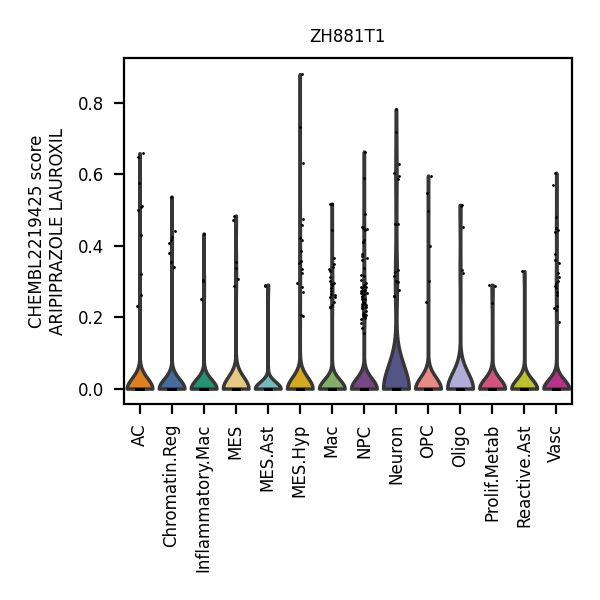 ZH881T1
CHEMBL2219425 score
ARIPIPRAZOLE LAUROXIL
0.8
0.6
0.4
0.2
0.0
AC
Chromatin.Reg
Inflammatory.Mac
MES
MES.Ast
MES.Hyp
Mac
NPC
Neuron
OPC
Oligo
Prolif.Metab
Reactive.Ast
Vasc